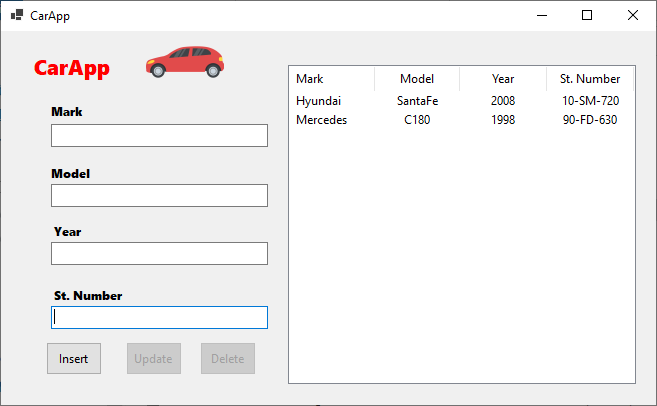 CarApp
CarApp
Mark
Model
Year
St. Number
Insert Update Delete
Mark Model Year St. Number
Hyundai SantaFe 2008 10-SM-720
Mercedes C180 1998 90-FD-630